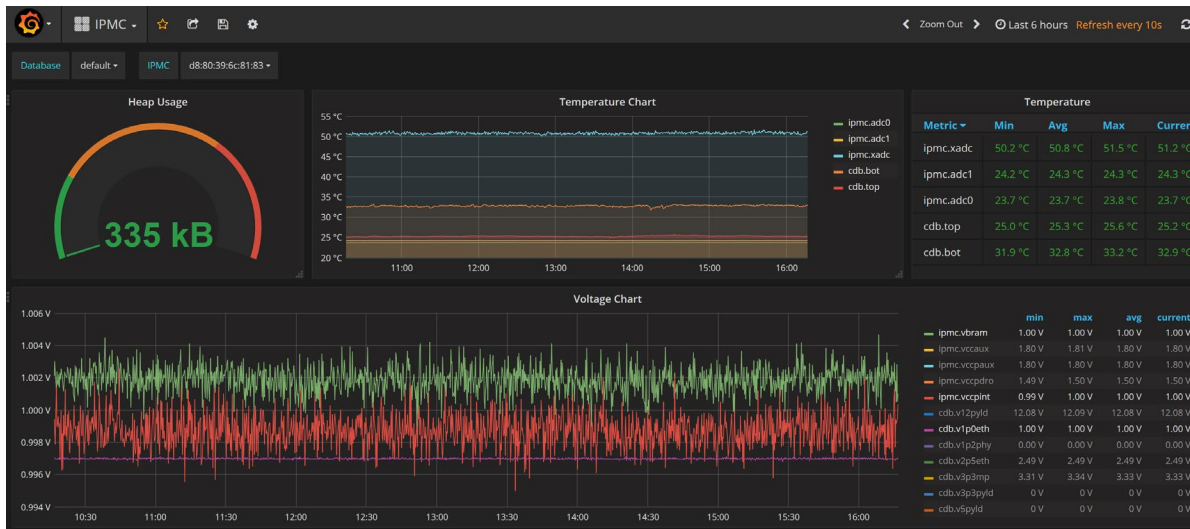 IPMC
Zoom Out
Last 6 hours Refresh every 10s
Database default IPMC d8:80:39:6c:81:83
Heap Usage
335 kB
Temperature Chart
55 °C
50 °C
45 °C
40 °C
35 °C
30 °C
25 °C
20 °C
11:00 12:00 13:00 14:00 15:00 16:00
ipmc.adc0
ipmc.adc1
ipmc.xadc
cdb.bot
cdb.top
Temperature
Metric Min Avg Max Curren
ipmc.xadc 50.2 °C 50.8 °C 51.5 °C 51.2 °C
ipmc.adc1 24.2 °C 24.3 °C 24.3 °C 24.3 °C
ipmc.adc0 23.7 °C 23.7 °C 23.8 °C 23.7 °C
cdb.top 25.0 °C 25.3 °C 25.6 °C 25.2 °C
cdb.bot 31.9 °C 32.8 °C 33.2 °C 32.9 °C
Voltage Chart
1.006 V
1.004 V
1.002 V
1.000 V
0.998 V
0.996 V
0.994 V
10:30 11:00 11:30 12:00 12:30 13:00 13:30 14:00 14:30 15:00 15:30 16:00
min max avg current
ipmc.vbram 1.00 V 1.00 V 1.00 V 1.00 V
ipmc.vccaux 1.80 V 1.81 V 1.80 V 1.80 V
ipmc.vccpaux 1.80 V 1.80 V 1.80 V 1.80 V
ipmc.vccpdro 1.49 V 1.50 V 1.50 V 1.50 V
ipmc.vccpint 0.99 V 1.00 V 1.00 V 1.00 V
cdb.v12pyld 12.08 V 12.09 V 12.08 V 12.08 V
cdb.v1p0eth 1.00 V 1.00 V 1.00 V 1.00 V
cdb.v1p2phy 0.00 V 0.00 V 0.00 V 0.00 V
cdb.v2p5eth 2.49 V 2.49 V 2.49 V 2.49 V
cdb.v3p3mp 3.31 V 3.34 V 3.33 V 3.33 V
cdb.v3p3pyld 0 V 0 V 0 V 0 V
cdb.v5pyld 0 V 0 V 0 V 0 V